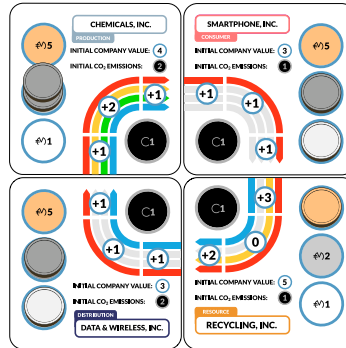 CHEMICALS, INC.
PRODUCTION
INITIAL COMPANY VALUE: 4
INITIAL CO₂ EMISSIONS: 2
5
1
+1
+2
+1
C1
SMARTPHONE, INC.
CONSUMER
INITIAL COMPANY VALUE: 3
INITIAL CO₂ EMISSIONS: 1
5
+1
+1
+1
C1
5
+1
+1
+1
C1
INITIAL COMPANY VALUE: 3
INITIAL CO₂ EMISSIONS: 2
DISTRIBUTION
DATA & WIRELESS, INC.
+3
0
+2
C1
2
1
INITIAL COMPANY VALUE: 5
INITIAL CO₂ EMISSIONS: 1
RESOURCE
RECYCLING, INC.